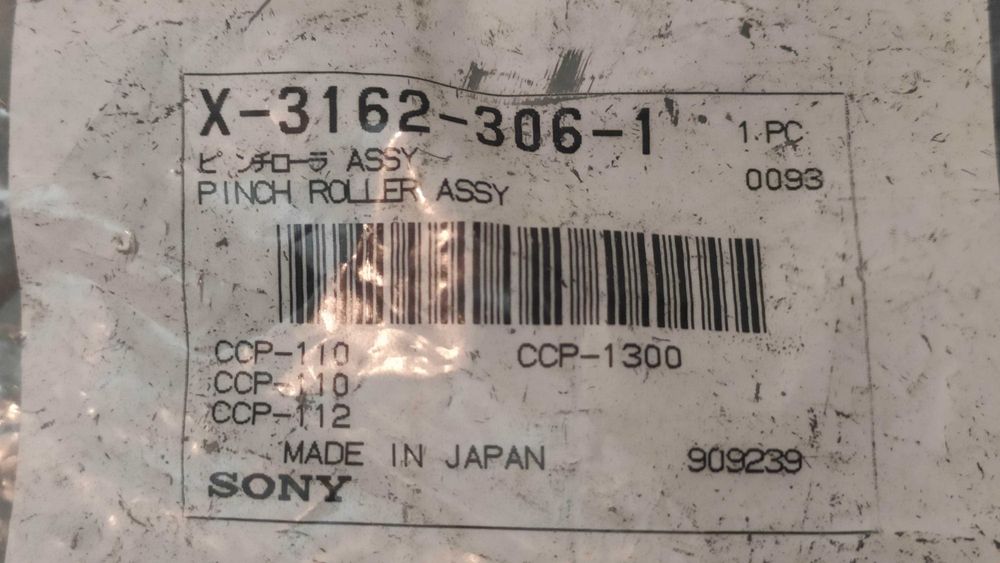 X-3162-306-1 1 PC
ピンチローラ ASSY 0093
PINCH ROLLER ASSY
CCP-110 CCP-1300
CCP-110
CCP-112
MADE IN JAPAN 909239
SONY